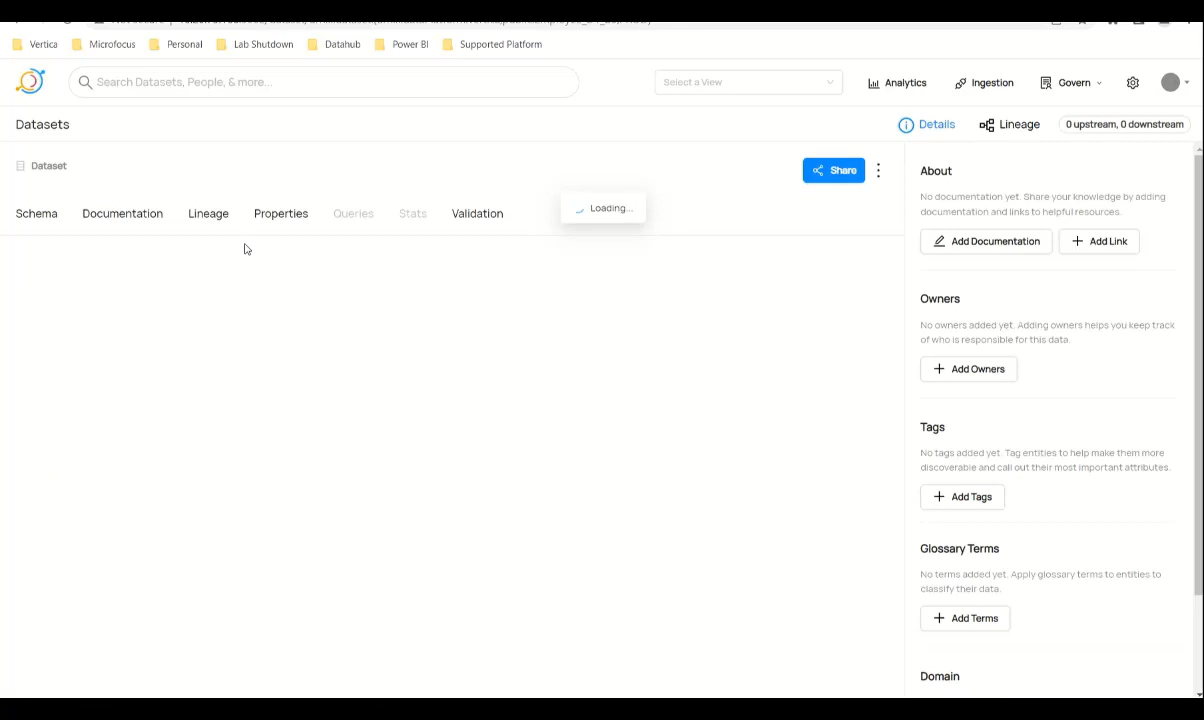 Vertica Microfocus Personal Lab Shutdown Datahub Power BI Supported Platform
Search Datasets, People, & more... Select a View Analytics Ingestion Govern
Datasets Details Lineage 0 upstream, 0 downstream
Dataset Share
Schema Documentation Lineage Properties Queries Stats Validation
Loading...
About
No documentation yet. Share your knowledge by adding
documentation and links to helpful resources.
Add Documentation Add Link
Owners
No owners added yet. Adding owners helps you keep track
of who is responsible for this data.
Add Owners
Tags
No tags added yet. Tag entities to help make them more
discoverable and call out their most important attributes.
Add Tags
Glossary Terms
No terms added yet. Apply glossary terms to entities to
classify their data.
Add Terms
Domain